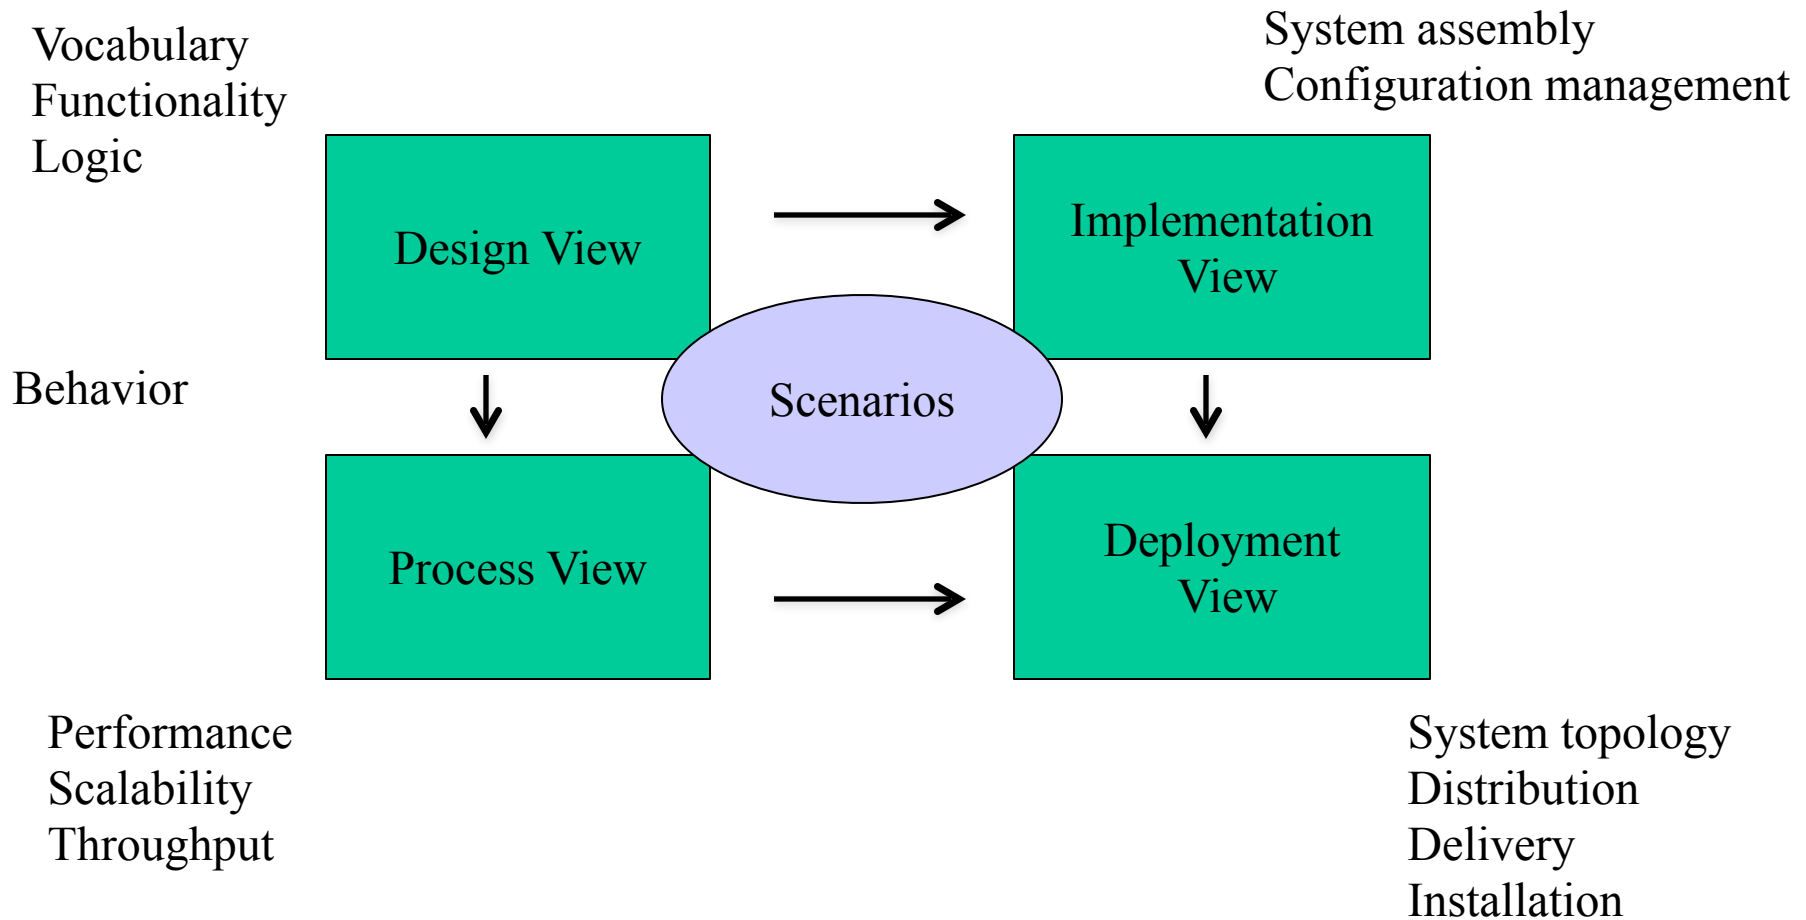 Vocabulary
Functionality
Logic
System assembly
Configuration management
Design View
Implementation
View
Behavior
Scenarios
Process View
Deployment
View
Performance
Scalability
Throughput
System topology
Distribution
Delivery
Installation